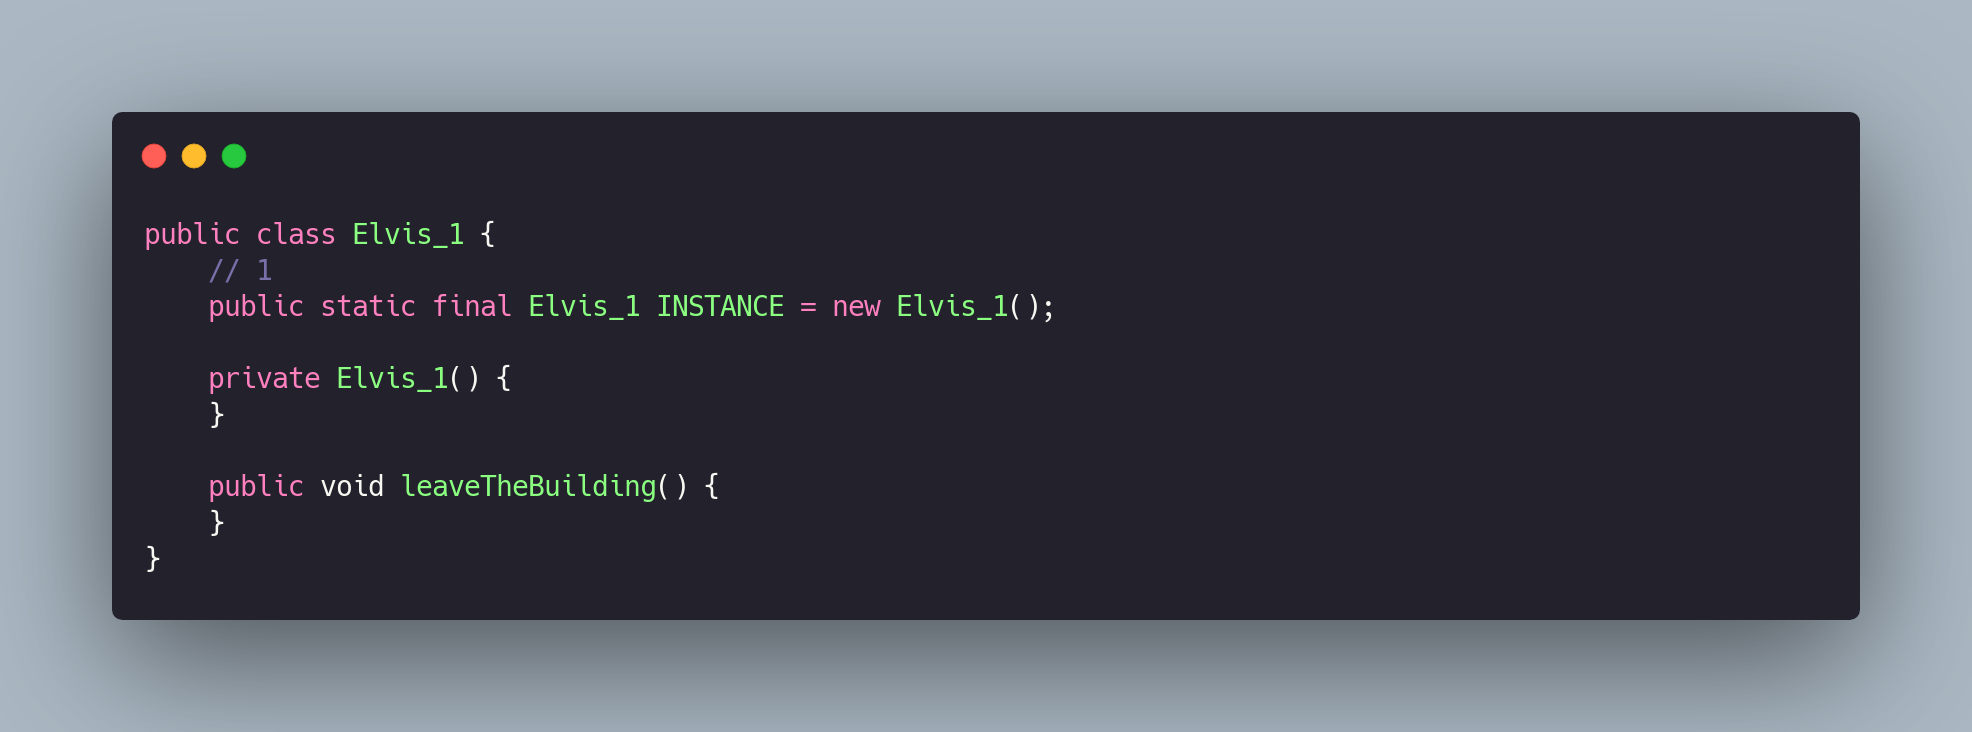 public class Elvis_1 {
    // 1
    public static final Elvis_1 INSTANCE = new Elvis_1();

    private Elvis_1() {
    }

    public void leaveTheBuilding() {
    }
}